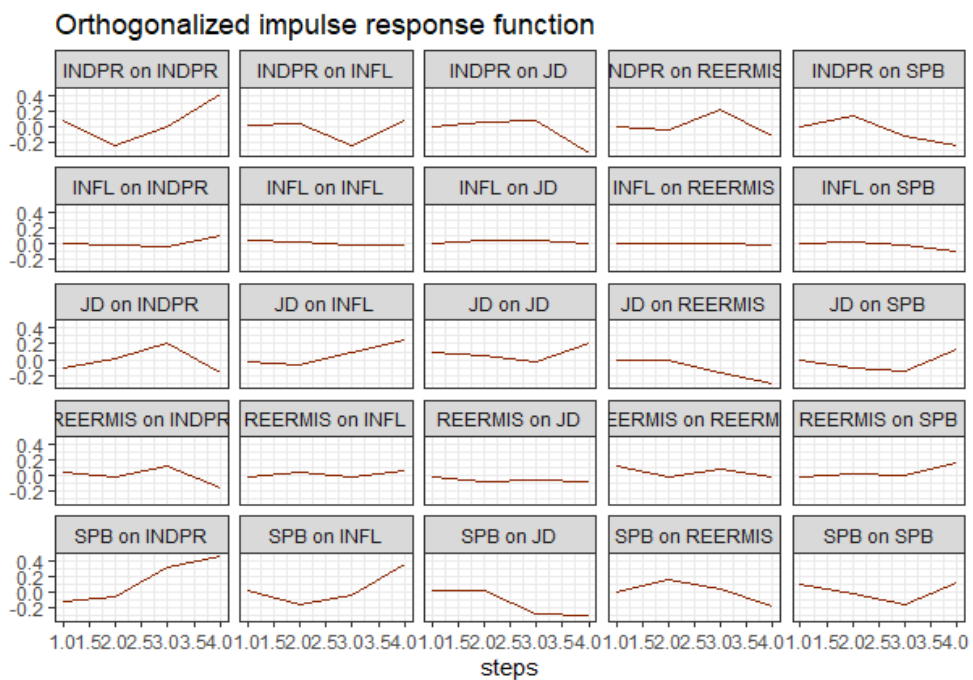 Orthogonalized impulse response function
INDPR on INDPR INDPR on INFL INDPR on JD NDPR on REERMIS INDPR on SPB
0.4
0.2
0.0
-0.2
INFL on INDPR INFL on INFL INFL on JD INFL on REERMIS INFL on SPB
0.4
0.2
0.0
-0.2
JD on INDPR JD on INFL JD on JD JD on REERMIS JD on SPB
0.4
0.2
0.0
-0.2
REERMIS on INDPR REERMIS on INFL REERMIS on JD EERMIS on REERM REERMIS on SPB
0.4
0.2
0.0
-0.2
SPB on INDPR SPB on INFL SPB on JD SPB on REERMIS SPB on SPB
0.4
0.2
0.0
-0.2
1.01.52.02.53.03.54.0 1.01.52.02.53.03.54.0 1.01.52.02.53.03.54.0 1.01.52.02.53.03.54.0 1.01.52.02.53.03.54.0
steps